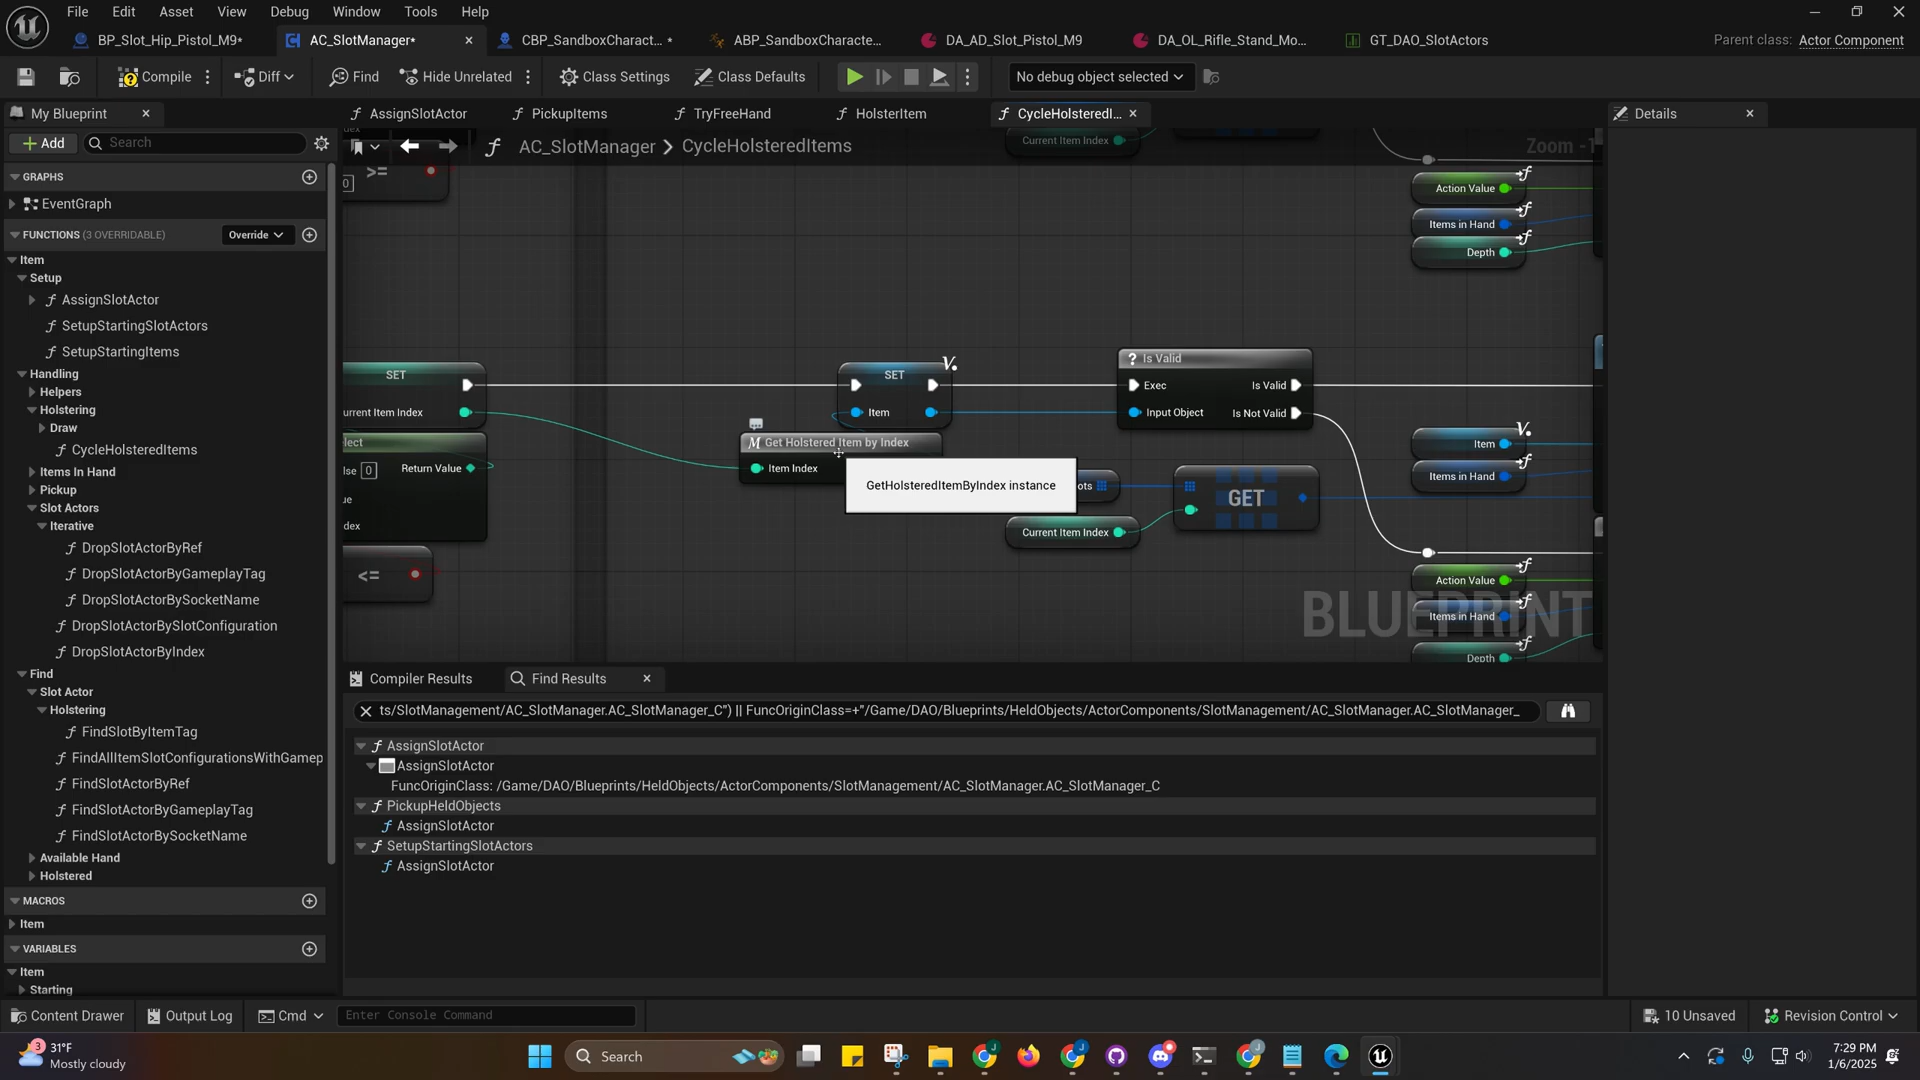 File Edit Asset View Debug Window Tools Help
BP_Slot_Hip_Pistol_M9* AC_SlotManager* CBP_SandboxCharact... * ABP_SandboxCharacte... DA_AD_Slot_Pistol_M9 DA_OL_Rifle_Stand_Mo... GT_DAO_SlotActors Parent class: Actor Component
Compile Diff Find Hide Unrelated Class Settings Class Defaults No debug object selected
My Blueprint AssignSlotActor PickupItems TryFreeHand HolsterItem CycleHolsteredI... Details
Add Search
AC_SlotManager > CycleHolsteredItems Zoom -1
Current Item Index
GRAPHS
EventGraph
FUNCTIONS (3 OVERRIDABLE) Override
Item
Setup
AssignSlotActor
SetupStartingSlotActors
SetupStartingItems
Handling
Helpers
Holstering
Draw
CycleHolsteredItems
Items In Hand
Pickup
Slot Actors
Iterative
DropSlotActorByRef
DropSlotActorByGameplayTag
DropSlotActorBySocketName
DropSlotActorBySlotConfiguration
DropSlotActorByIndex
Find
Slot Actor
Holstering
FindSlotByItemTag
FindAllItemSlotConfigurationsWithGamep
FindSlotActorByRef
FindSlotActorByGameplayTag
FindSlotActorBySocketName
Available Hand
Holstered
MACROS
Item
VARIABLES
Item
Starting
0 >=
Action Value
Items in Hand
Depth
SET
urrent Item Index
lect
lse 0 Return Value
ue
dex
<=
SET
Item
Get Holstered Item by Index
Item Index
GetHolsteredItemByIndex instance
ots
Current Item Index
GET
? Is Valid
Exec Is Valid
Input Object Is Not Valid
Item
Items in Hand
Action Value
Items in Hand
Depth
BLUEPRINT
Compiler Results Find Results
ts/SlotManagement/AC_SlotManager.AC_SlotManager_C") || FuncOriginClass=+"/Game/DAO/Blueprints/HeldObjects/ActorComponents/SlotManagement/AC_SlotManager.AC_SlotManager_
AssignSlotActor
AssignSlotActor
FuncOriginClass: /Game/DAO/Blueprints/HeldObjects/ActorComponents/SlotManagement/AC_SlotManager.AC_SlotManager_C
PickupHeldObjects
AssignSlotActor
SetupStartingSlotActors
AssignSlotActor
Content Drawer Output Log Cmd Enter Console Command 10 Unsaved Revision Control
3 31°F
Mostly cloudy
Search
7:29 PM
1/6/2025